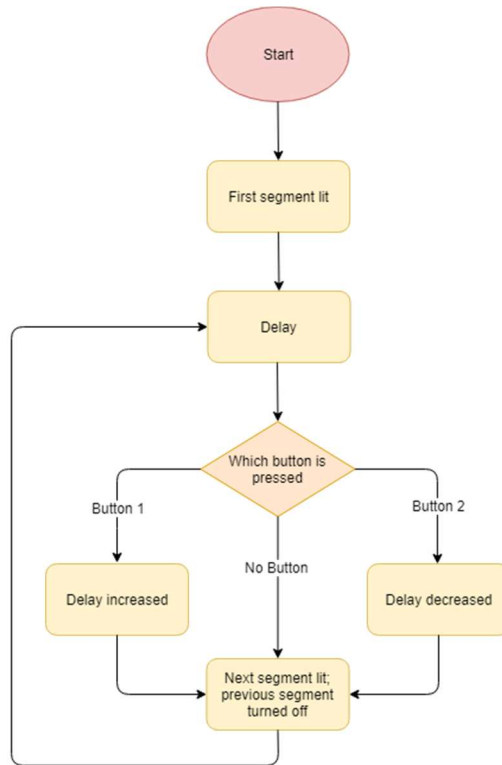 Start
First segment lit
Delay
Which button is
pressed
Button 1
Button 2
No Button
Delay increased
Delay decreased
Next segment lit;
previous segment
turned off